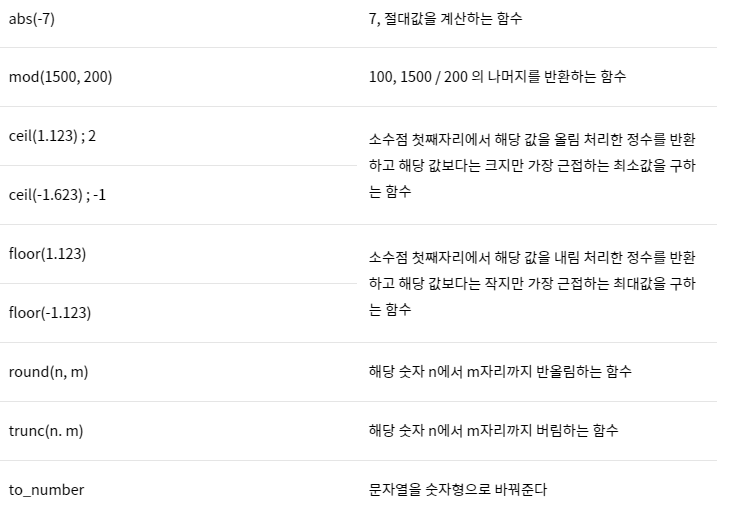 abs(-7)
7, 절대값을 계산하는 함수
mod(1500, 200)
100, 1500 / 200 의 나머지를 반환하는 함수
ceil(1.123) ; 2
ceil(-1.623) ; -1
소수점 첫째자리에서 해당 값을 올림 처리한 정수를 반환
하고 해당 값보다는 크지만 가장 근접하는 최소값을 구하
는 함수
floor(1.123)
floor(-1.123)
소수점 첫째자리에서 해당 값을 내림 처리한 정수를 반환
하고 해당 값보다는 작지만 가장 근접하는 최대값을 구하
는 함수
round(n, m)
해당 숫자 n에서 m자리까지 반올림하는 함수
trunc(n. m)
해당 숫자 n에서 m자리까지 버림하는 함수
to_number
문자열을 숫자형으로 바꿔준다